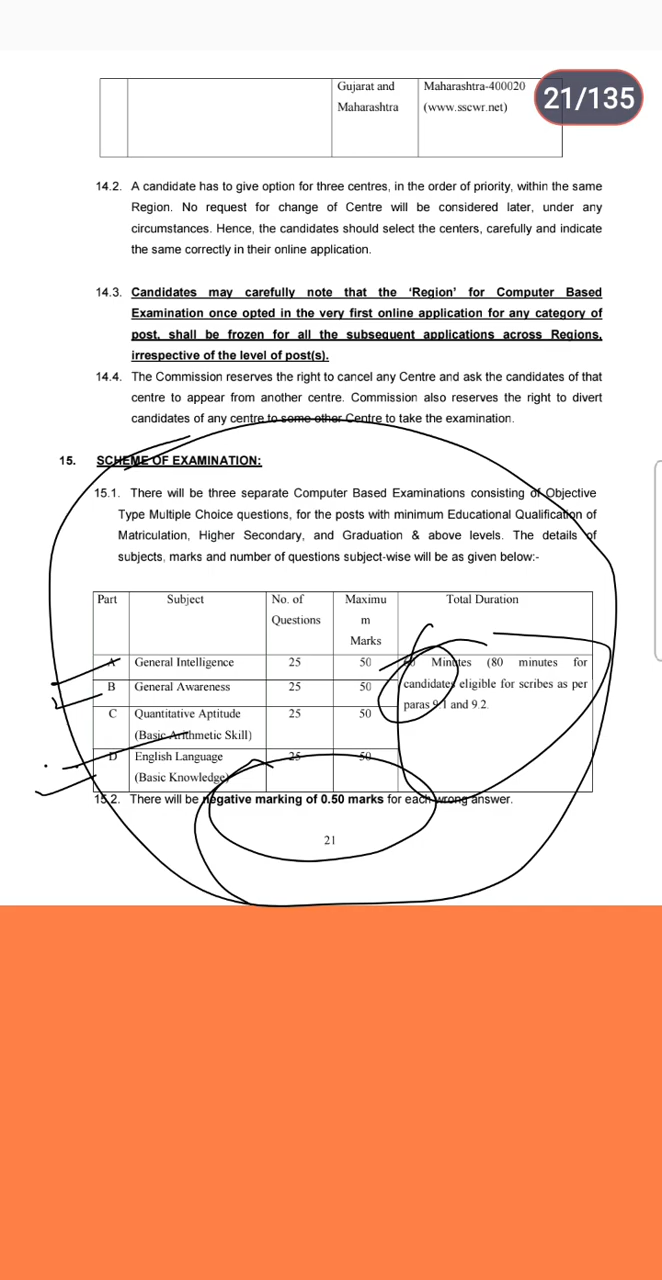 21/135
Gujarat and Maharashtra-400020
Maharashtra (www.sscwr.net)
14.2. A candidate has to give option for three centres, in the order of priority, within the same
Region. No request for change of Centre will be considered later, under any
circumstances. Hence, the candidates should select the centers, carefully and indicate
the same correctly in their online application.
14.3. Candidates may carefully note that the ‘Region’ for Computer Based
Examination once opted in the very first online application for any category of
post, shall be frozen for all the subsequent applications across Regions,
irrespective of the level of post(s).
14.4. The Commission reserves the right to cancel any Centre and ask the candidates of that
centre to appear from another centre. Commission also reserves the right to divert
candidates of any centre to some other Centre to take the examination.
15. SCHEME OF EXAMINATION:
15.1. There will be three separate Computer Based Examinations consisting of Objective
Type Multiple Choice questions, for the posts with minimum Educational Qualification of
Matriculation, Higher Secondary, and Graduation & above levels. The details of
subjects, marks and number of questions subject-wise will be as given below:-
Part Subject No. of Maximu Total Duration
Questions m
Marks
A General Intelligence 25 50 Minutes (80 minutes for
B General Awareness 25 50 candidates eligible for scribes as per
paras 9.1 and 9.2.
C Quantitative Aptitude 25 50
(Basic Arithmetic Skill)
D English Language 25 50
(Basic Knowledge)
15.2. There will be negative marking of 0.50 marks for each wrong answer.
21